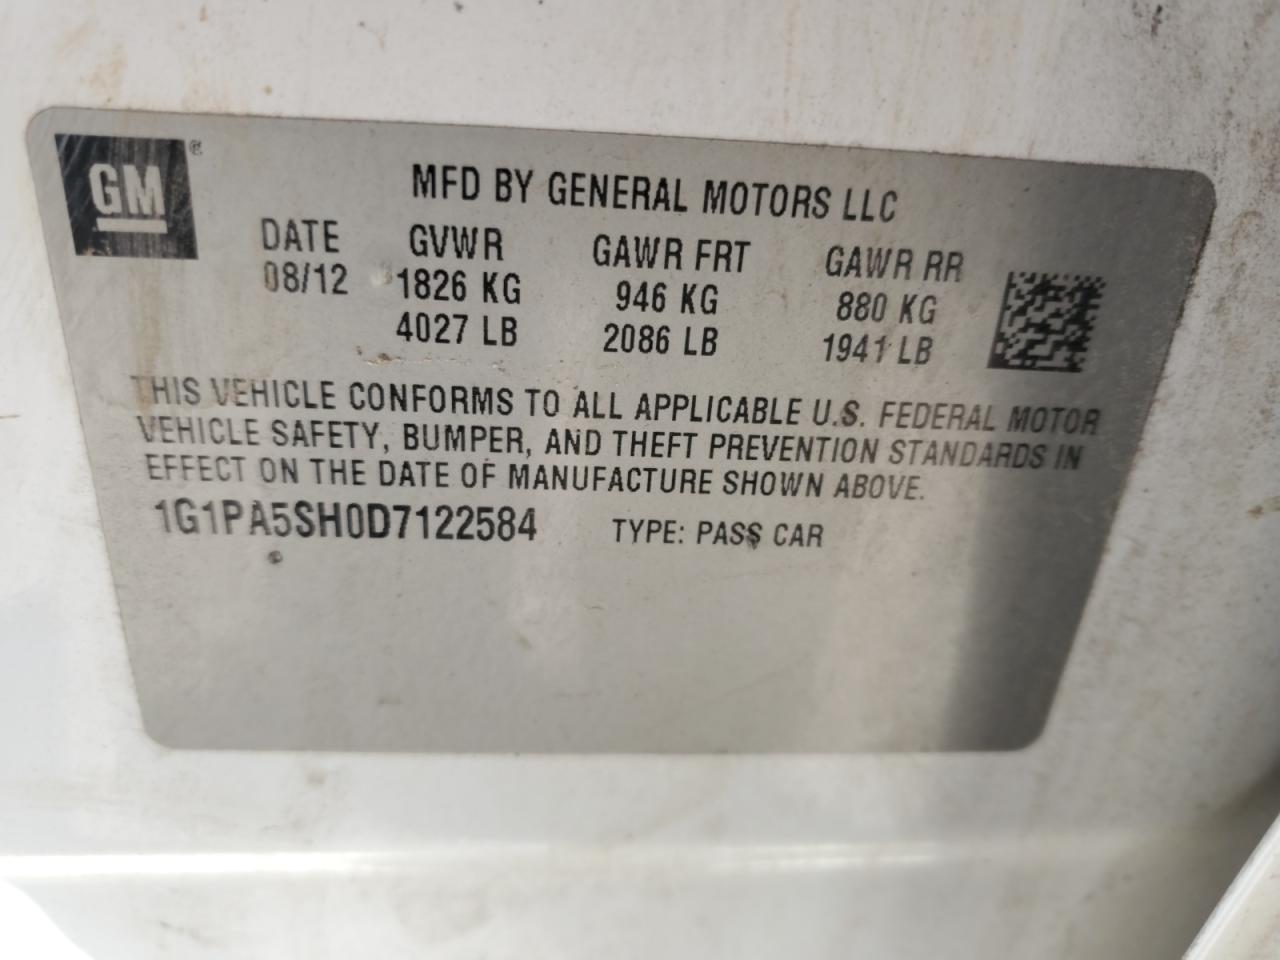 GM®
MFD BY GENERAL MOTORS LLC
DATE GVWR GAWR FRT GAWR RR
08/12 1826 KG 946 KG 880 KG
4027 LB 2086 LB 1941 LB
THIS VEHICLE CONFORMS TO ALL APPLICABLE U.S. FEDERAL MOTOR
VEHICLE SAFETY, BUMPER, AND THEFT PREVENTION STANDARDS IN
EFFECT ON THE DATE OF MANUFACTURE SHOWN ABOVE.
1G1PA5SH0D7122584 TYPE: PASS CAR